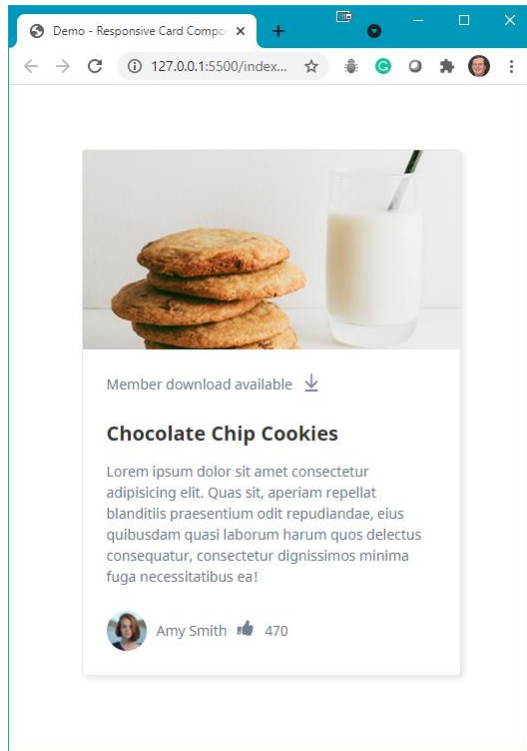 Demo - Responsive Card Compo
127.0.0.1:5500/index...
Member download available
Chocolate Chip Cookies
Lorem ipsum dolor sit amet consectetur
adipisicing elit. Quas sit, aperiam repellat
blanditiis praesentium odit repudiandae, eius
quibusdam quasi laborum harum quos delectus
consequatur, consectetur dignissimos minima
fuga necessitatibus ea!
Amy Smith 470